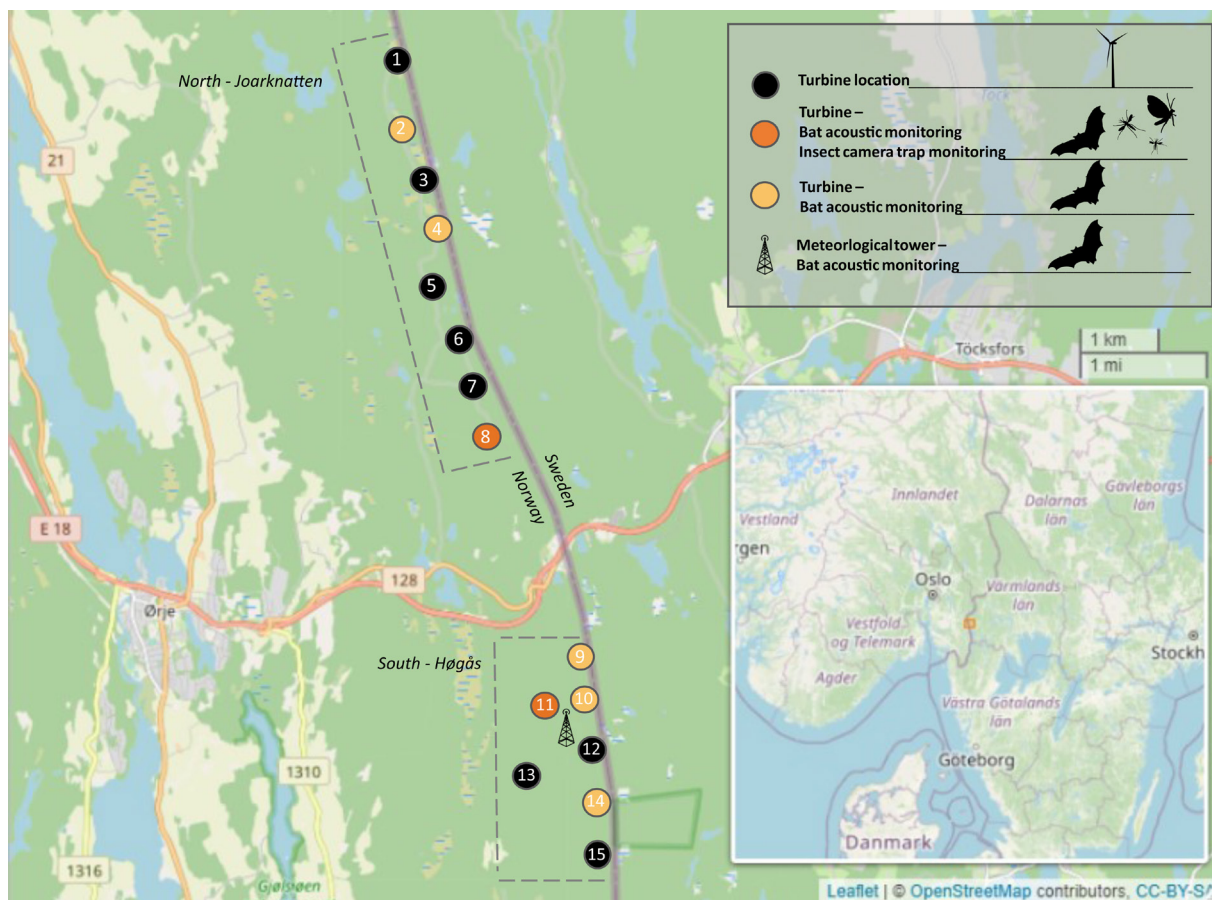 North - Joarknatten
1
2
3
4
5
6
7
8
21
Turbine location
Turbine –
Bat acoustic monitoring
Insect camera trap monitoring
Turbine –
Bat acoustic monitoring
Meteorlogical tower –
Bat acoustic monitoring
Töcksfors
1 km
1 mi
Sweden
Norway
E 18
128
Ørje
South - Høgås
9
10
11
12
13
14
15
1310
1316
Gjølsjøen
Innlandet
Dalarnas
län
Gävleborgs
län
Vestland
rgen
Oslo
Värmlands
län
Vestfold
og Telemark
Stockh
Agder
Västra Götalands
län
Göteborg
Danmark
Leaflet | © OpenStreetMap contributors, CC-BY-SA